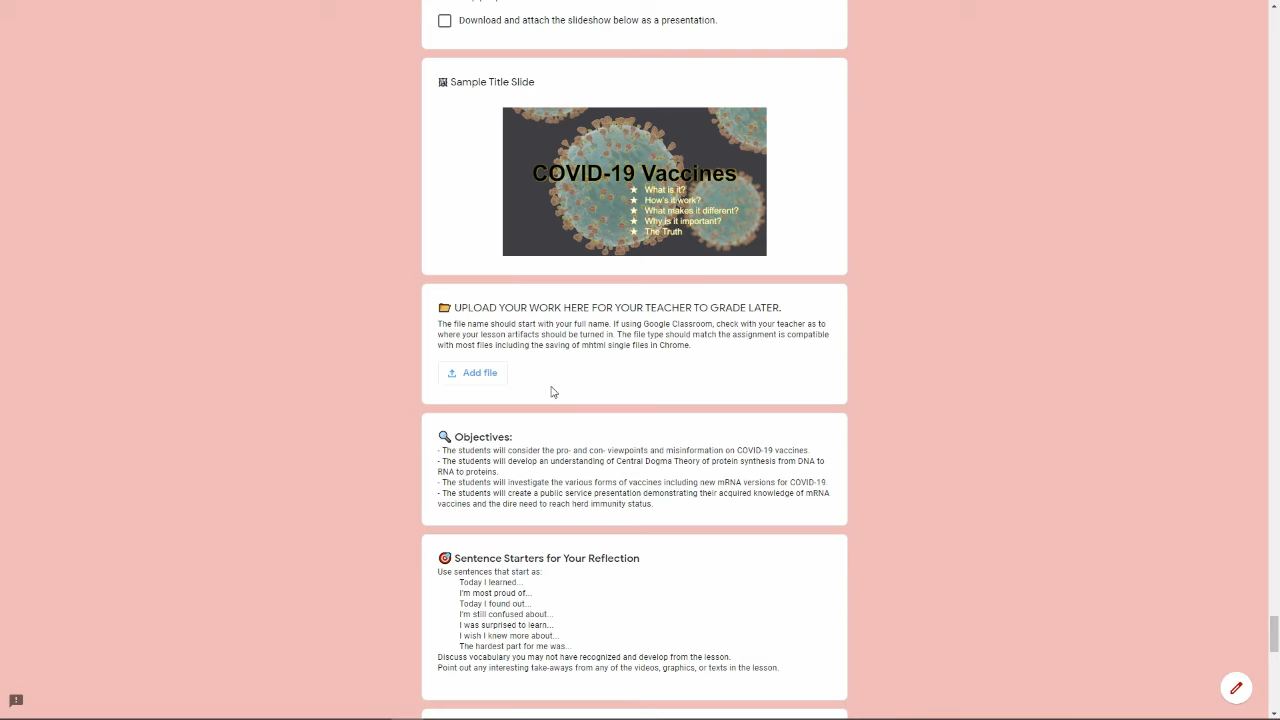 Download and attach the slideshow below as a presentation.
Sample Title Slide
COVID-19 Vaccines
★ What is it?
★ How's it work?
★ What makes it different?
★ Why is it important?
★ The Truth
UPLOAD YOUR WORK HERE FOR YOUR TEACHER TO GRADE LATER.
The file name should start with your full name. If using Google Classroom, check with your teacher as to
where your lesson artifacts should be turned in. The file type should match the assignment is compatible
with most files including the saving of mhtml single files in Chrome.
Add file
Objectives:
- The students will consider the pro- and con- viewpoints and misinformation on COVID-19 vaccines.
- The students will develop an understanding of Central Dogma Theory of protein synthesis from DNA to
RNA to proteins.
- The students will investigate the various forms of vaccines including new mRNA versions for COVID-19.
- The students will create a public service presentation demonstrating their acquired knowledge of mRNA
vaccines and the dire need to reach herd immunity status.
Sentence Starters for Your Reflection
Use sentences that start as:
Today I learned...
I'm most proud of...
Today I found out...
I'm still confused about...
I was surprised to learn...
I wish I knew more about...
The hardest part for me was...
Discuss vocabulary you may not have recognized and develop from the lesson.
Point out any interesting take-aways from any of the videos, graphics, or texts in the lesson.